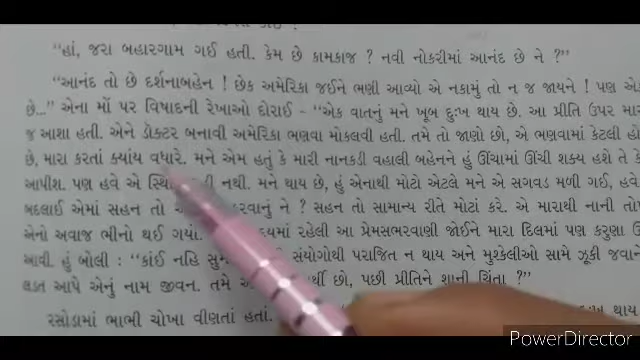 "હાં, જરા બહારગામ ગઈ હતી. કેમ છે કામકાજ ? નવી નોકરીમાં આનંદ છે ને ?"
"આનંદ તો છે દર્શનાબહેન ! છેક અમેરિકા જઈને ભણી આવ્યો એ નકામું તો ન જ જાયને ! પણ
છે..." એના મોં પર વિષાદની રેખાઓ દોરાઈ - "એક વાતનું મને ખૂબ દુઃખ થાય છે. આ પ્રીતિ ઉપર
જ આશા હતી. એને ડૉક્ટર બનાવી અમેરિકા ભણવા મોકલવી હતી. તમે તો જાણો છો, એ ભણવામાં કેટલી
છે, મારા કરતાં ક્યાંય વધારે. મને એમ હતું કે મારી નાનકડી વહાલી બહેનને હું ઊંચામાં ઊંચી શક્ય હશે તે
આપીશ. પણ હવે એ નથી. મને થાય છે, હું એનાથી મોટો એટલે મને એ સગવડ મળી ગઈ, હવે
બદલાઈ એમાં સહન તો ને ? સહન તો સામાન્ય રીતે મોટાં કરે. એ મારાથી નાની
એનો અવાજ ભીનો થઈ ગયો. રહેલી આ પ્રેમસભરવાણી જોઈને મારા દિલમાં પણ કરુણા
આવી. હું બોલી : "કાંઈ નહિ સંયોગોથી પરાજિત ન થાય અને મુશ્કેલીઓ સામે ઝૂકી
લડત આપે એનું નામ જીવન. તમે છો, પછી પ્રીતિને શાની ચિંતા ?"
રસોડામાં ભાભી ચોખા વીણતાં હતાં. થાય
PowerDirector